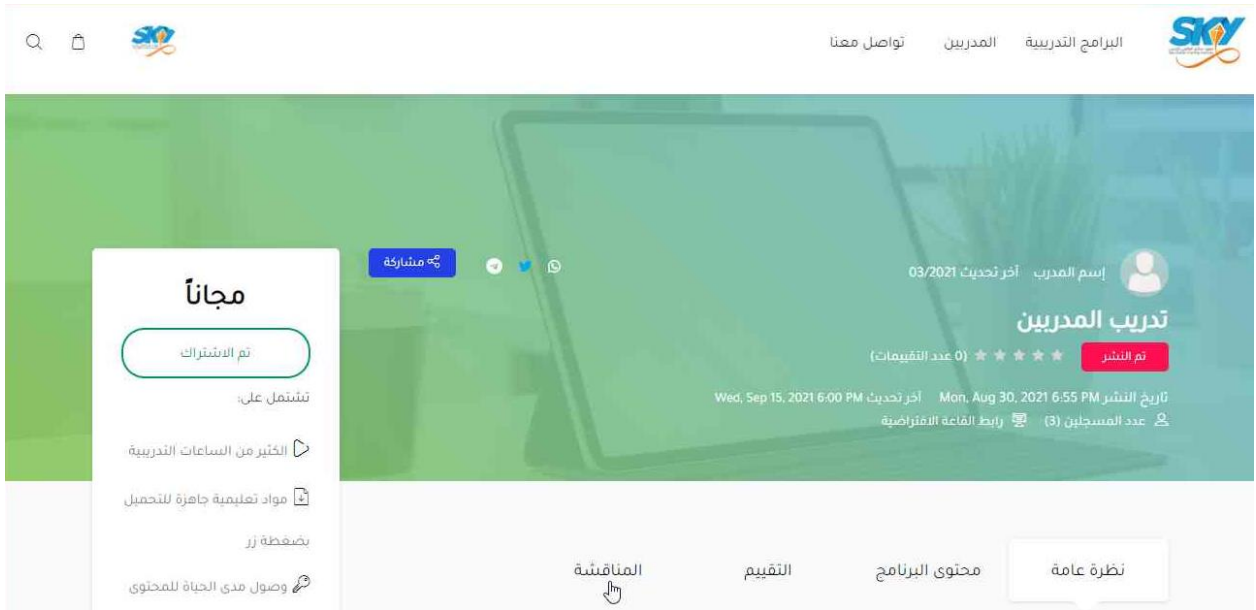 SKY
البرامج التدريبية المدربين تواصل معنا
SKY
إسم المدرب آخر تحديث 03/2021
تدريب المدربين
تم النشر (0 عدد التقييمات)
تاريخ النشر Mon, Aug 30, 2021 6:55 PM آخر تحديث Wed, Sep 15, 2021 6:00 PM
عدد المسجلين (3) رابط القاعة الافتراضية
مشاركة
مجاناً
تم الاشتراك
تشتمل على:
الكثير من الساعات التدريبية
مواد تعليمية جاهزة للتحميل
بضغطة زر
وصول مدى الحياة للمحتوى
نظرة عامة محتوى البرنامج التقييم المناقشة